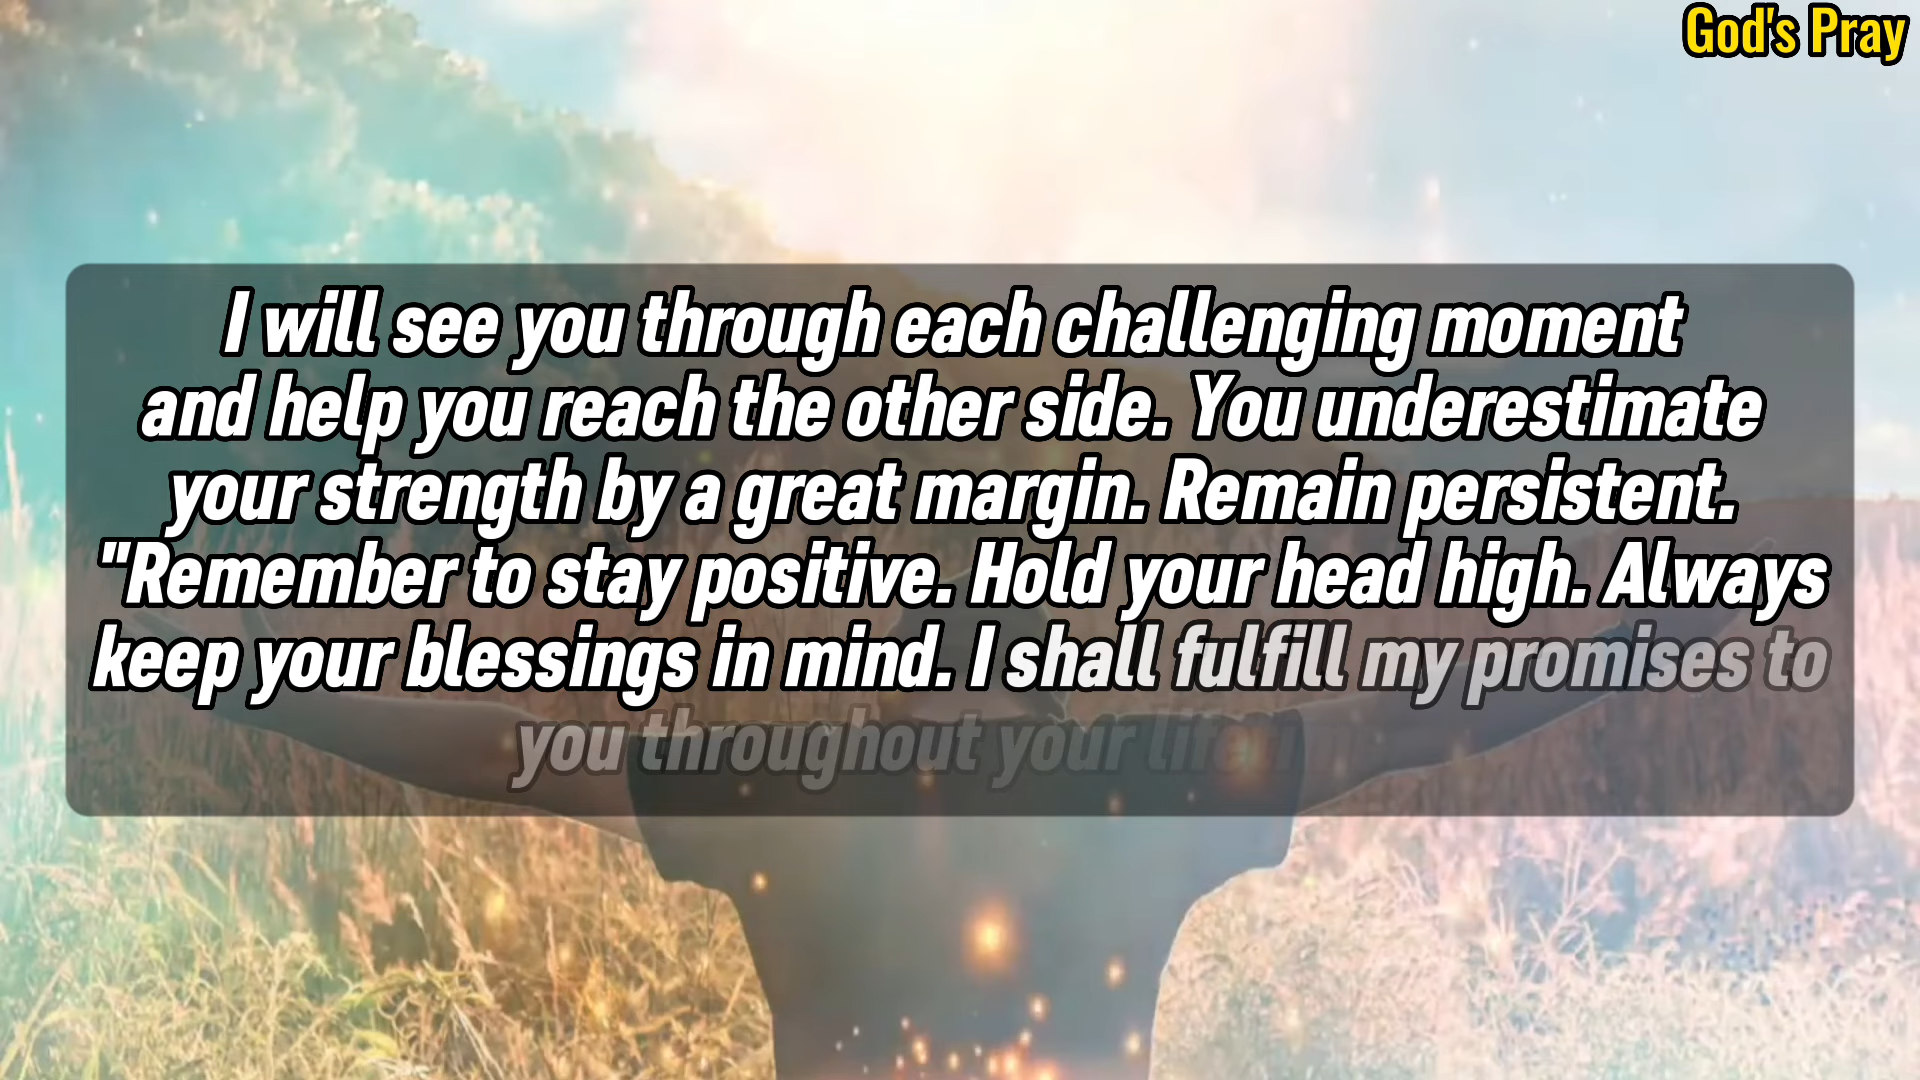 God's Pray
I will see you through each challenging moment
and help you reach the other side. You underestimate
your strength by a great margin. Remain persistent.
"Remember to stay positive. Hold your head high. Always
keep your blessings in mind. I shall fulfill my promises to
you throughout your